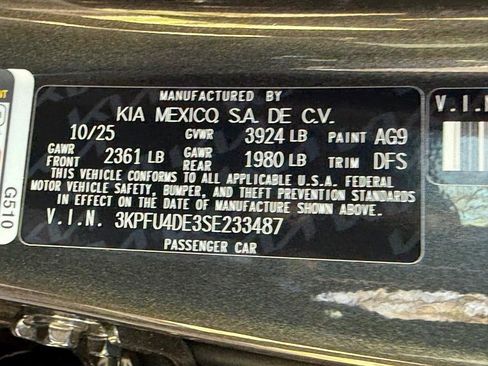 MANUFACTURED BY
KIA MEXICO, S.A. DE C.V.
10/25 GVWR 3924 LB PAINT AG9
GAWR FRONT 2361 LB GAWR REAR 1980 LB TRIM DFS
THIS VEHICLE CONFORMS TO ALL APPLICABLE U.S.A. FEDERAL
MOTOR VEHICLE SAFETY, BUMPER, AND THEFT PREVENTION STANDARDS
IN EFFECT ON THE DATE OF MANUFACTURE SHOWN ABOVE.
V.I.N. 3KPFU4DE3SE233487
PASSENGER CAR
G510
V.I.N